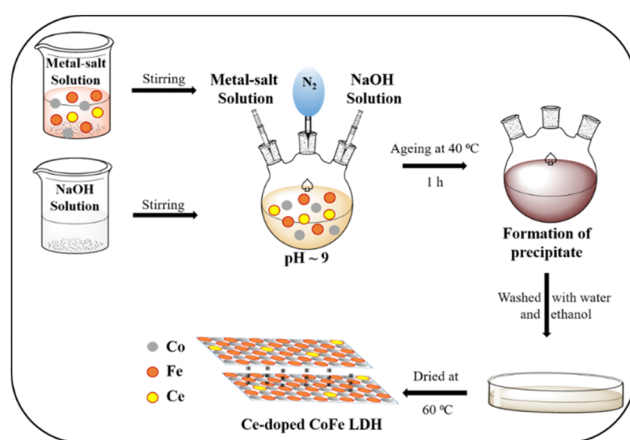 Metal-salt
Solution
Stirring
NaOH
Solution
Stirring
Metal-salt
Solution
N₂
NaOH
Solution
pH ~ 9
Ageing at 40 ºC
1 h
Formation of
precipitate
Washed with water
and ethanol
Dried at
60 ºC
Co
Fe
Ce
Ce-doped CoFe LDH